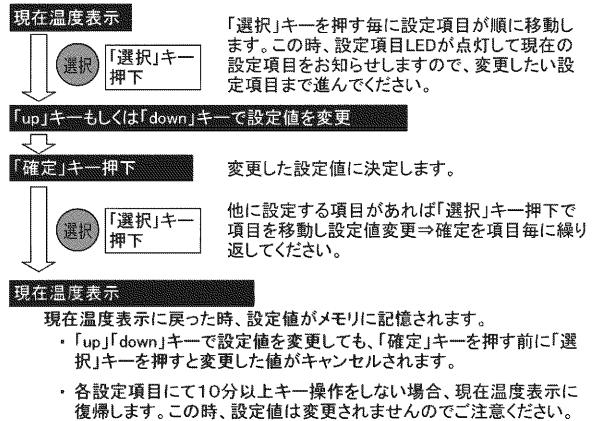 現在温度表示
選択
「選択」キー
押下
「選択」キーを押す毎に設定項目が順に移動し
ます。この時、設定項目LEDが点灯して現在の
設定項目をお知らせしますので、変更したい設
定項目まで進んでください。
「up」キーもしくは「down」キーで設定値を変更
「確定」キー押下
変更した設定値に決定します。
選択
「選択」キー
押下
他に設定する項目があれば「選択」キー押下で
項目を移動し設定値変更⇒確定を項目毎に繰り
返してください。
現在温度表示
現在温度表示に戻った時、設定値がメモリに記憶されます。
・「up」「down」キーで設定値を変更しても、「確定」キーを押す前に「選
択」キーを押すと変更した値がキャンセルされます。
・各設定項目にて１０分以上キー操作をしない場合、現在温度表示に
復帰します。この時、設定値は変更されませんのでご注意ください。